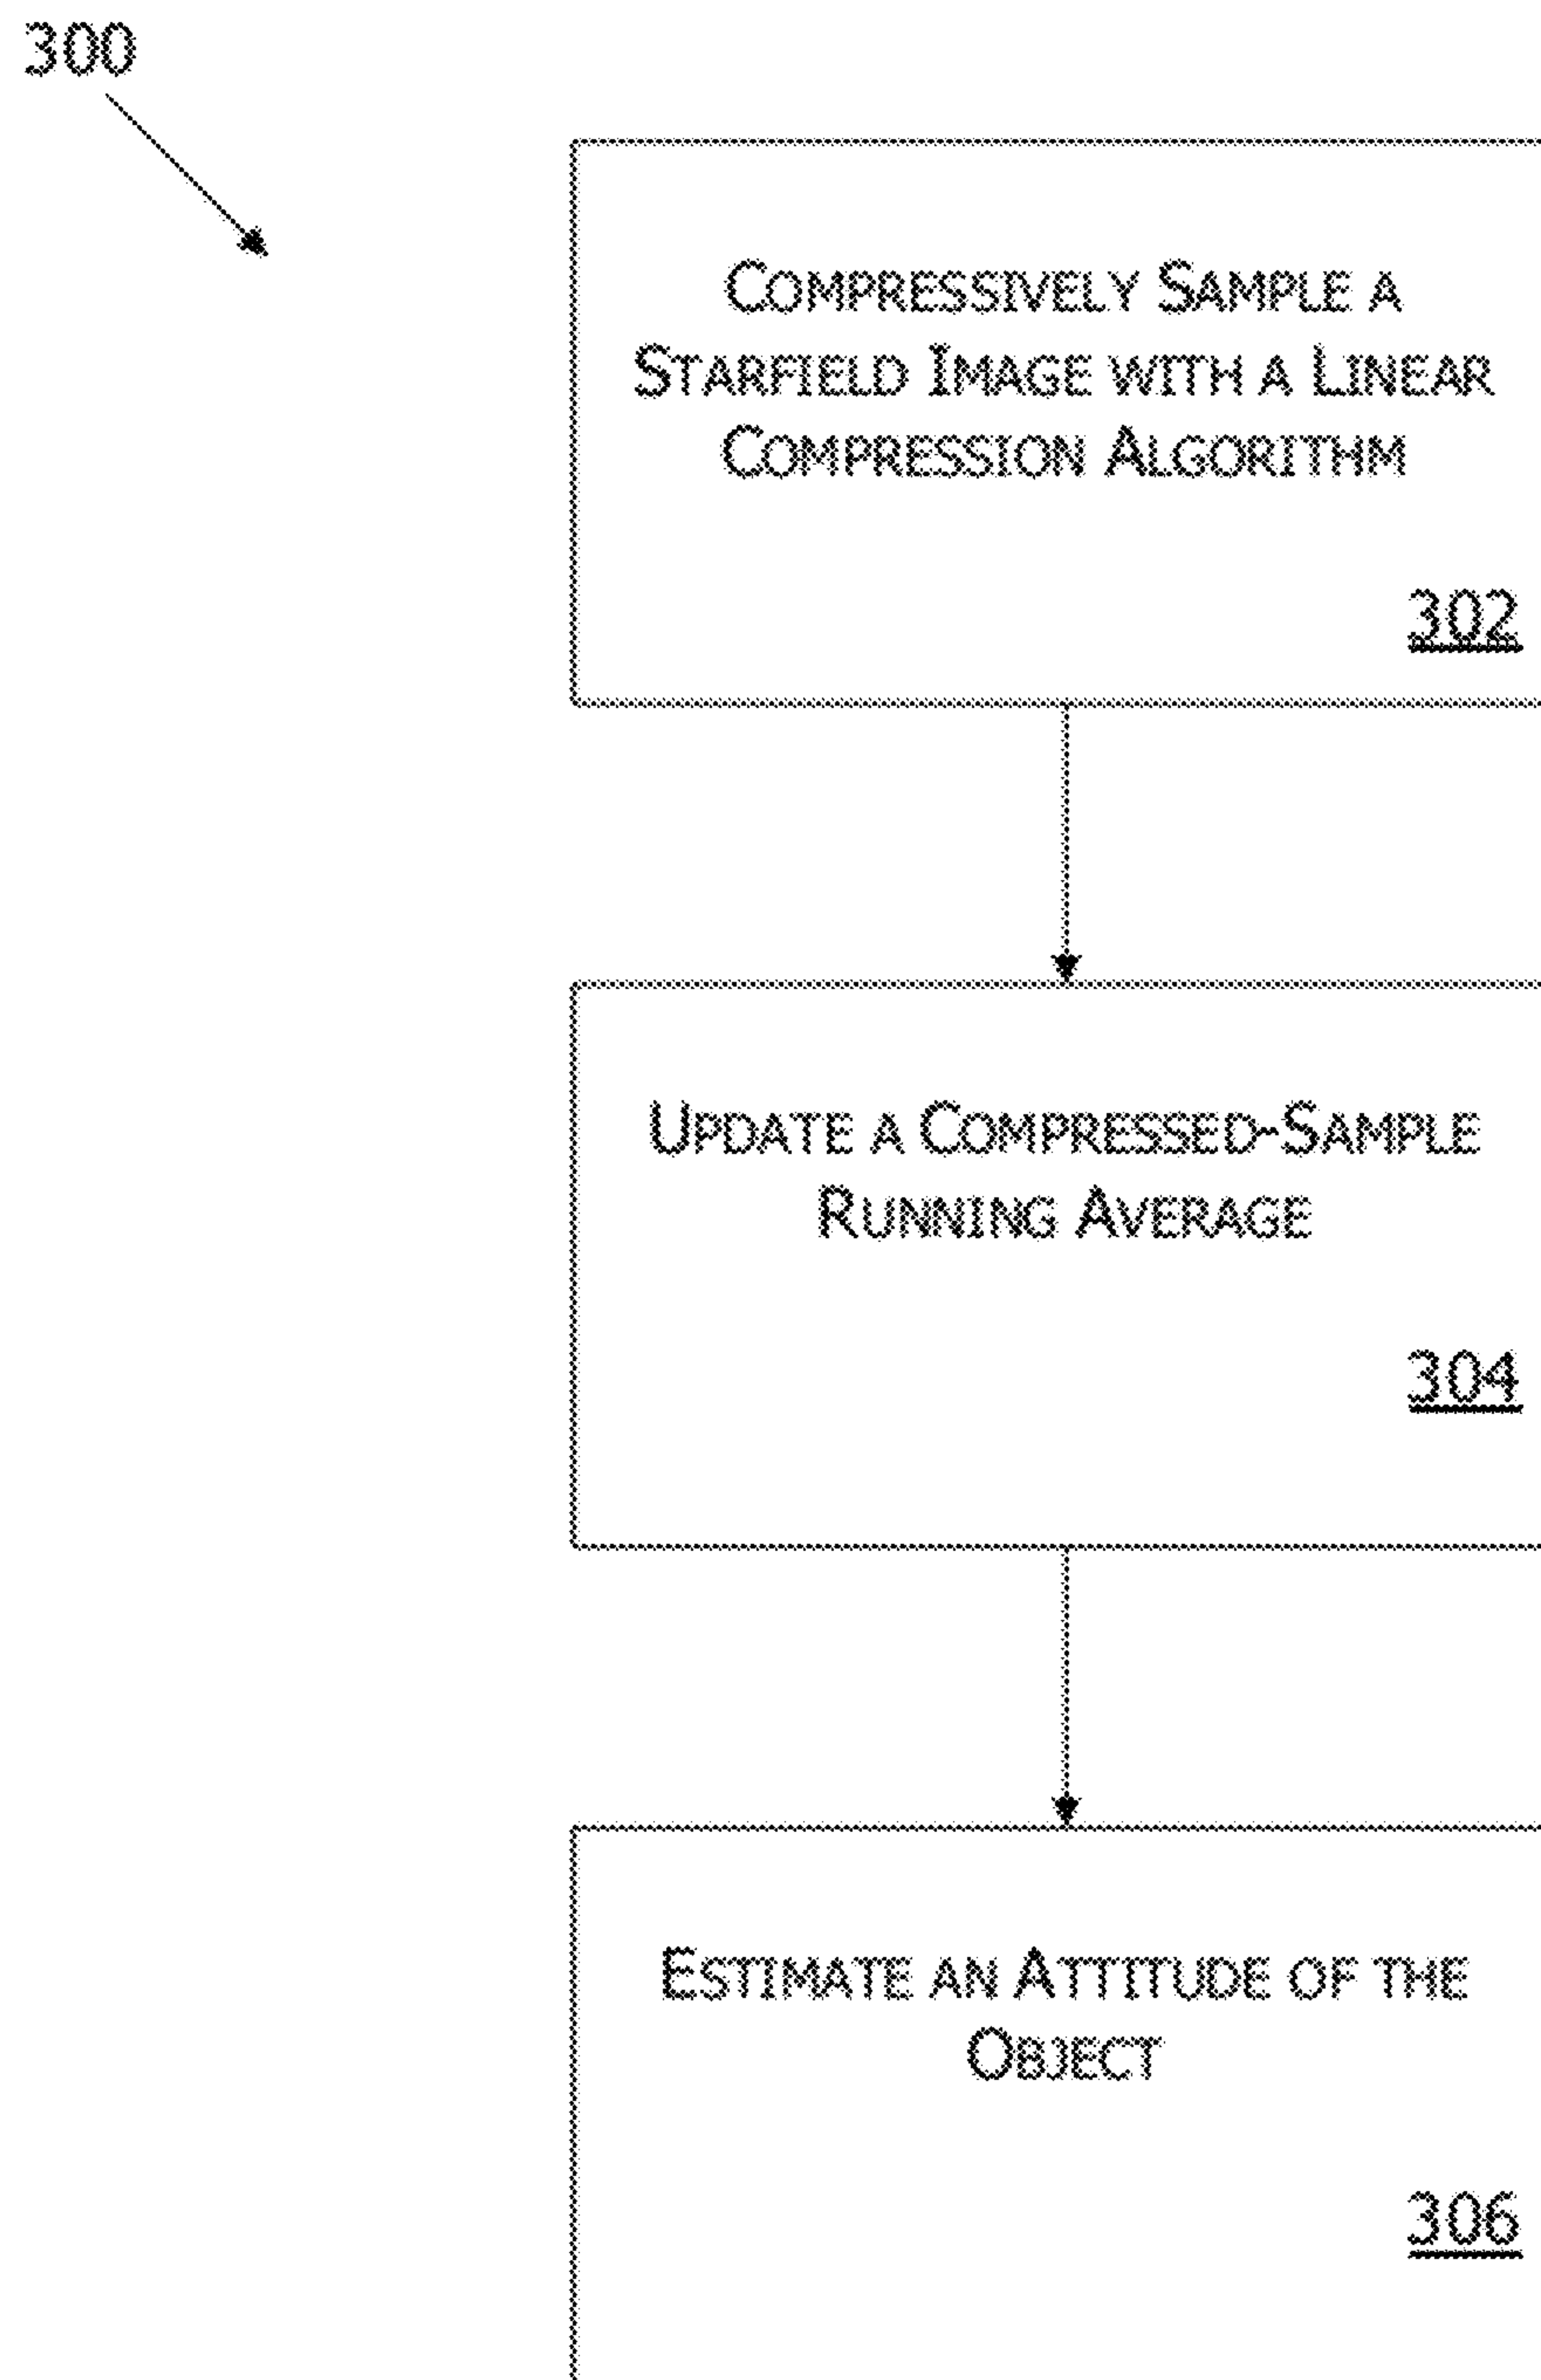 300
Compressively Sample a
Starfield Image with a Linear
Compression Algorithm
302
Update a Compressed-Sample
Running Average
304
Estimate an Attitude of the
Object
306